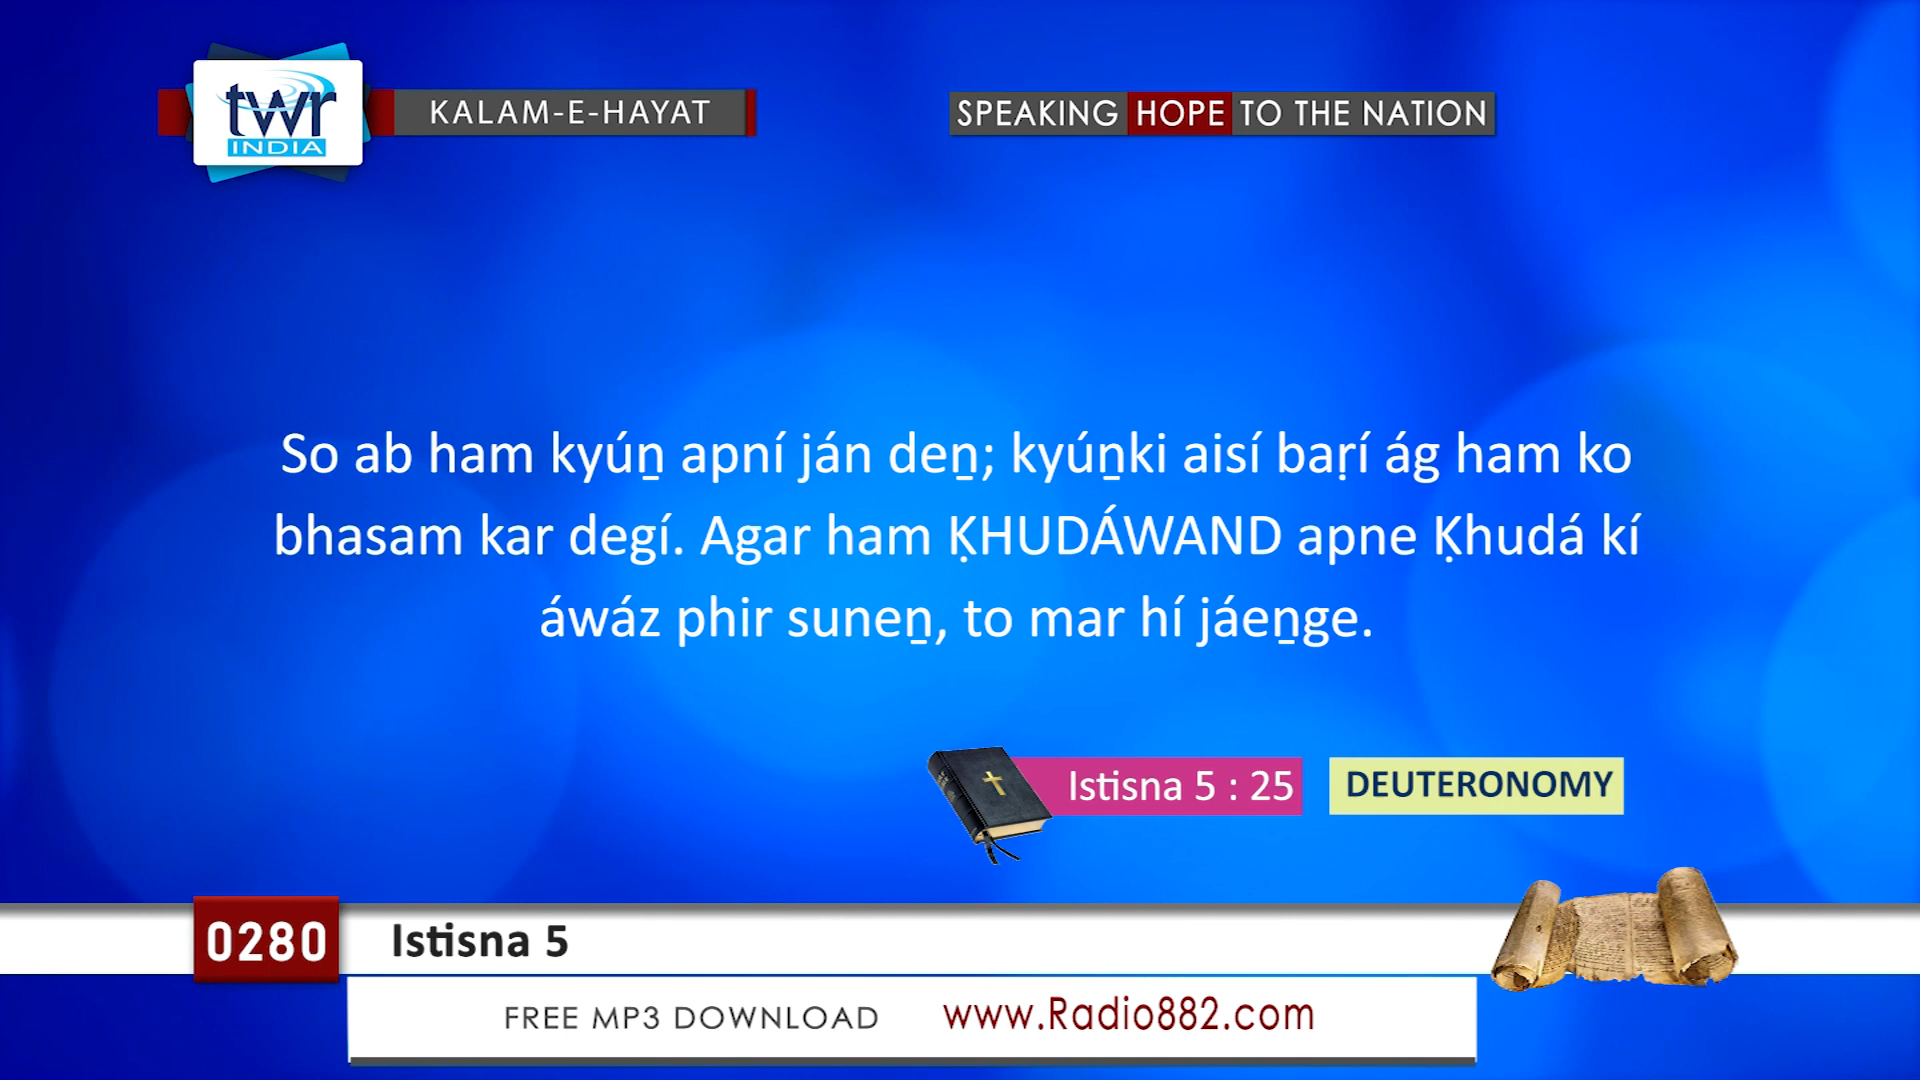 twr
INDIA
KALAM-E-HAYAT
SPEAKING HOPE TO THE NATION
So ab ham kyúṉ apní ján deṉ; kyúṉki aisí baṛí ág ham ko
bhasam kar degí. Agar ham ḲHUDÁWAND apne Ḳhudá kí
áwáz phir suneṉ, to mar hí jáeṉge.
Istisna 5 : 25
DEUTERONOMY
0280
Istisna 5
FREE MP3 DOWNLOAD www.Radio882.com